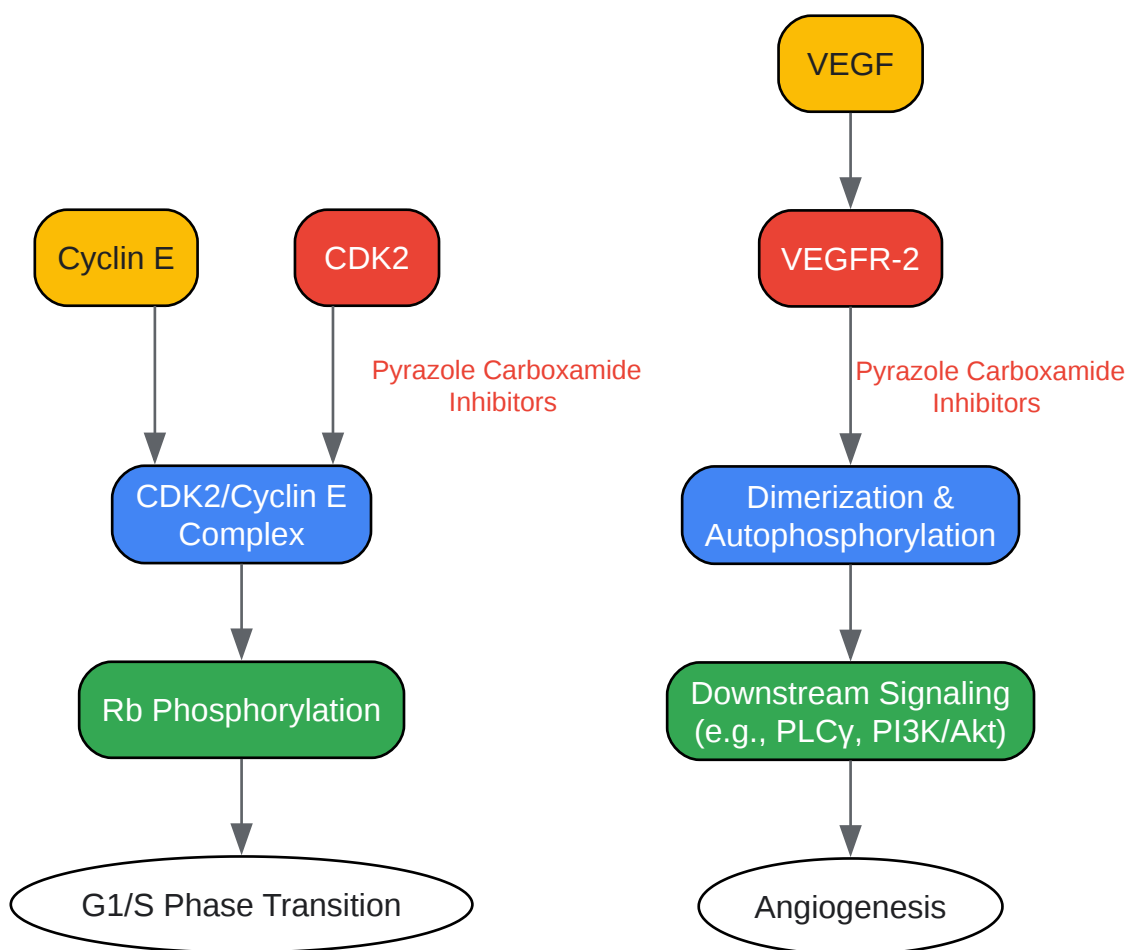 VEGF
Cyclin E
CDK2
VEGFR-2
Pyrazole Carboxamide
Inhibitors
Pyrazole Carboxamide
Inhibitors
CDK2/Cyclin E
Complex
Dimerization &
Autophosphorylation
Rb Phosphorylation
Downstream Signaling
(e.g., PLCγ, PI3K/Akt)
G1/S Phase Transition
Angiogenesis